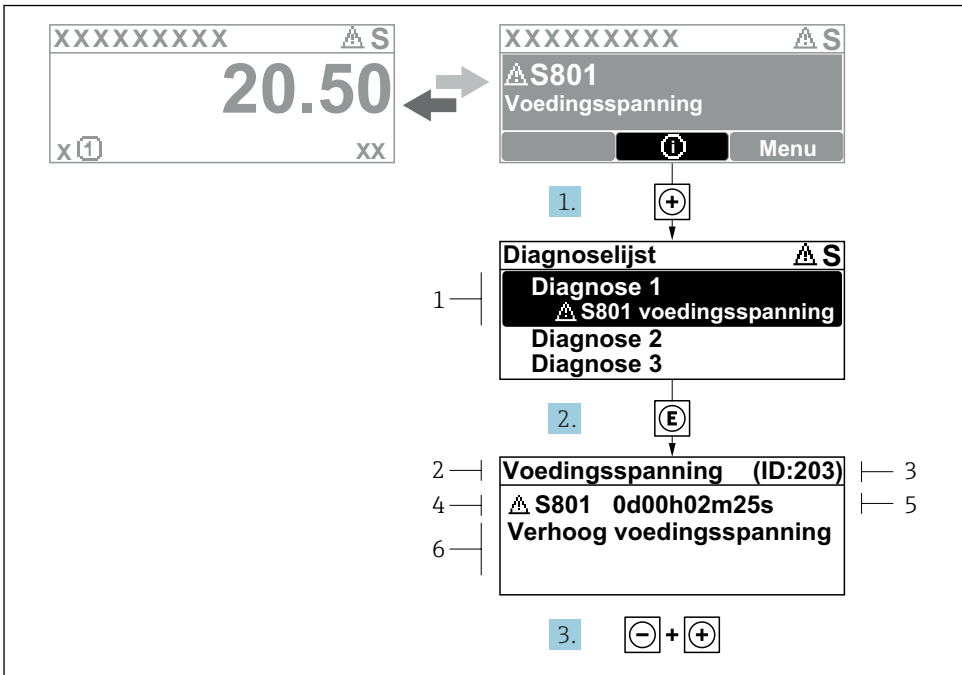 XXXXXXXXX ⚠ S
20.50
x 1 XX
XXXXXXXXX ⚠ S
⚠ S801
Voedingsspanning
i Menu
1. +
Diagnoselijst ⚠ S
1
Diagnose 1
⚠ S801 voedingsspanning
Diagnose 2
Diagnose 3
2. E
2 Voedingsspanning (ID:203) 3
4 ⚠ S801 0d00h02m25s 5
6 Verhoog voedingsspanning
3. - + +